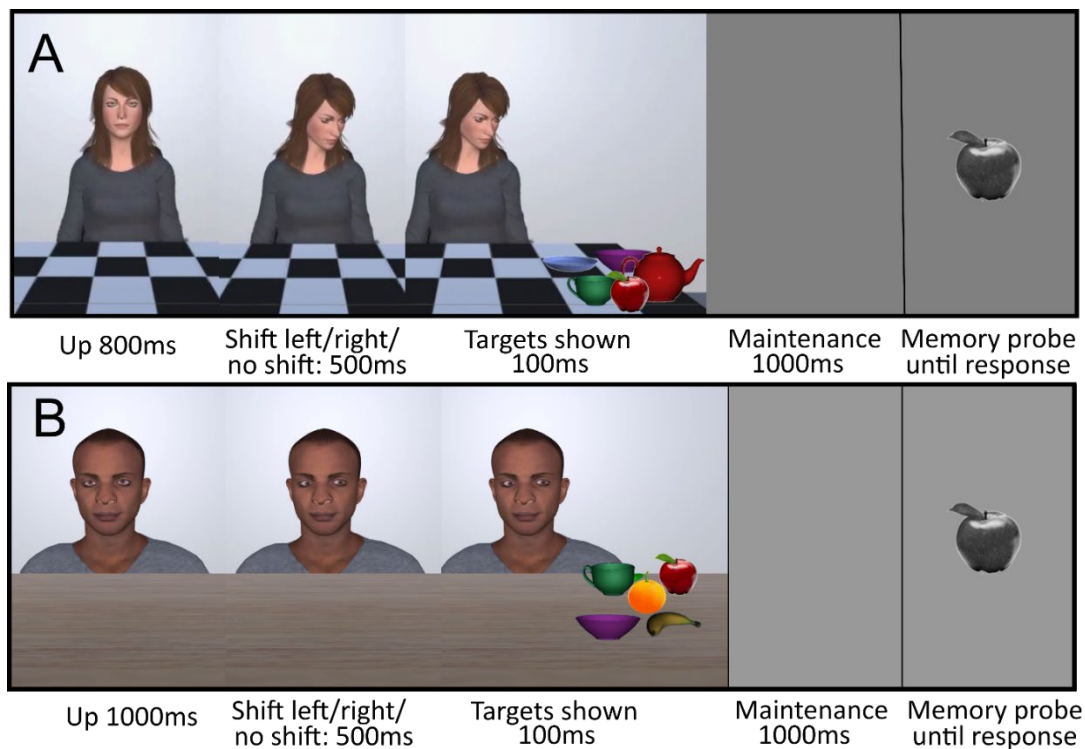 A
Up 800ms
Shift left/right/
no shift: 500ms
Targets shown
100ms
Maintenance
1000ms
Memory probe
until response
B
Up 1000ms
Shift left/right/
no shift: 500ms
Targets shown
100ms
Maintenance
1000ms
Memory probe
until response